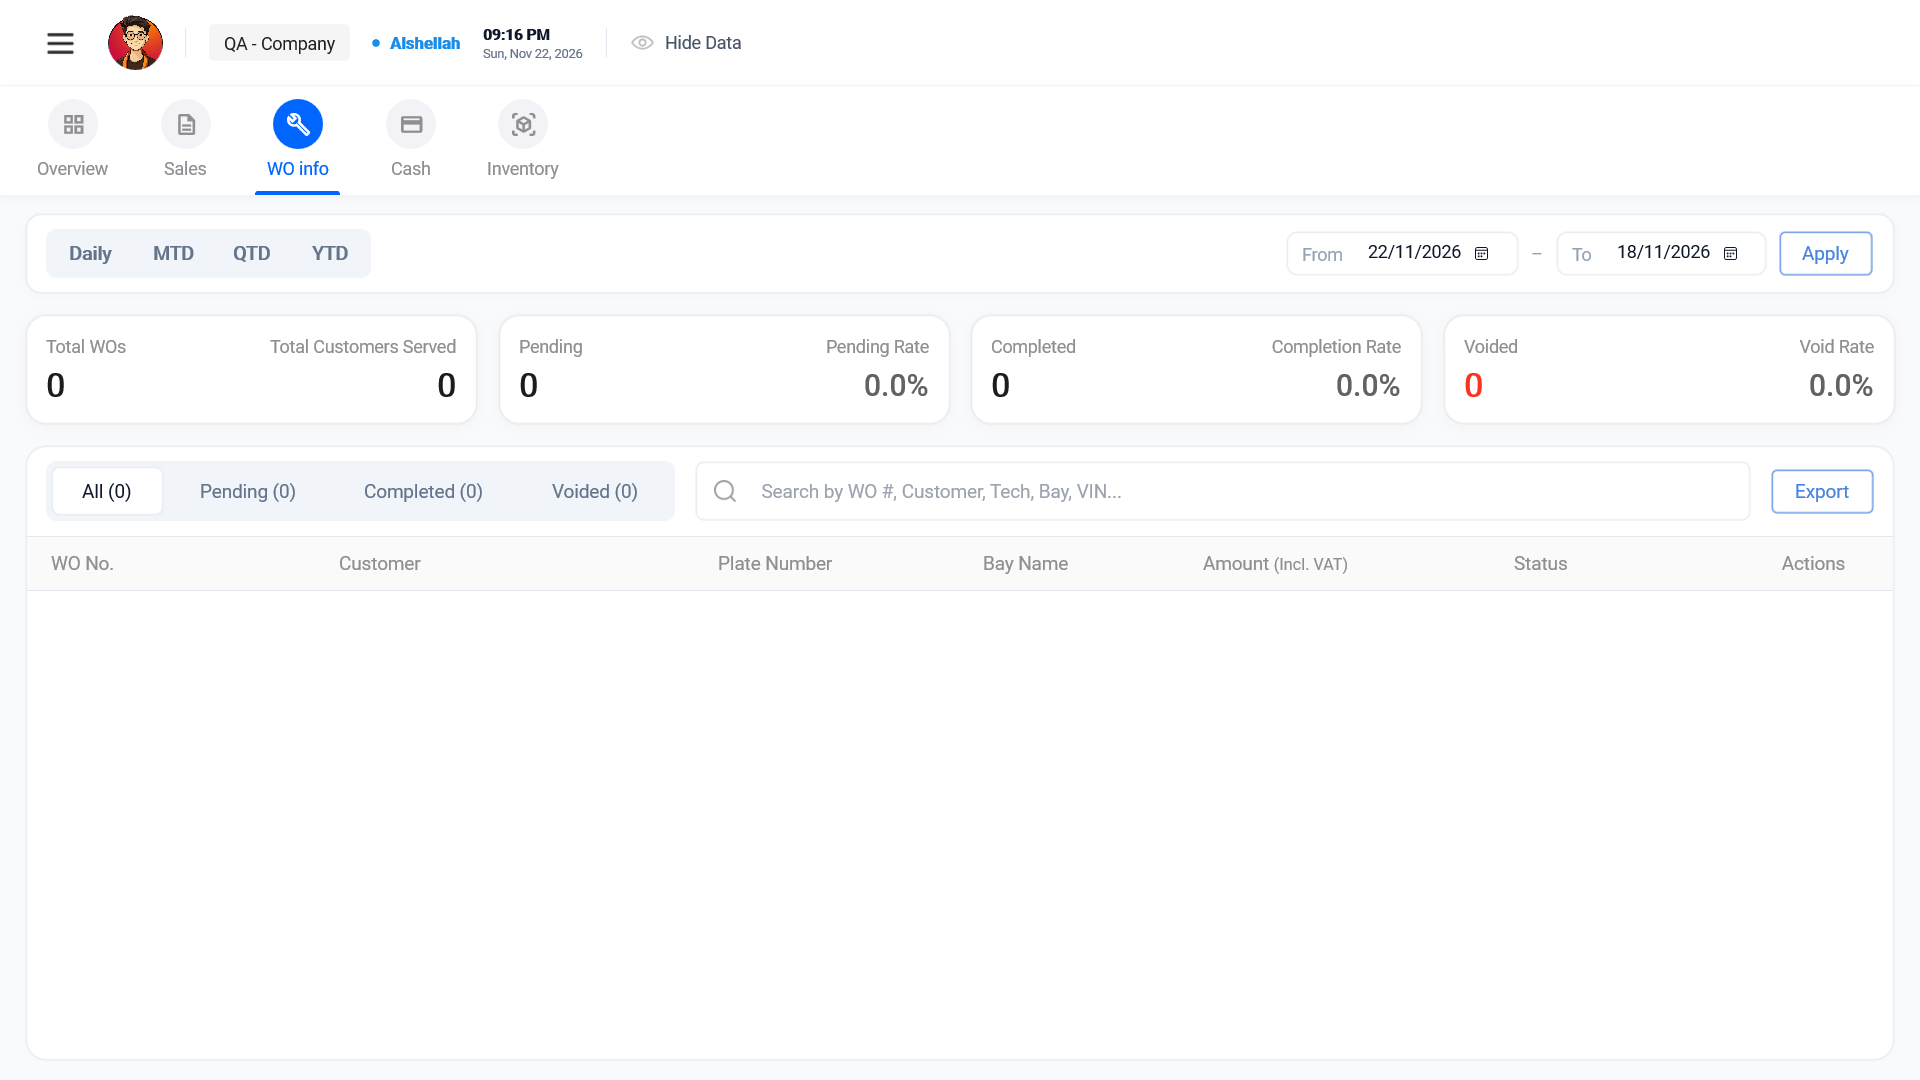 QA - Company
Alshellah
09:16 PM
Sun, Nov 22, 2026
Hide Data
Overview
Sales
WO info
Cash
Inventory
Daily
MTD
QTD
YTD
From 22/11/2026
–
To 18/11/2026
Apply
Total WOs
Total Customers Served
0
0
Pending
Pending Rate
0
0.0%
Completed
Completion Rate
0
0.0%
Voided
Void Rate
0
0.0%
All (0)
Pending (0)
Completed (0)
Voided (0)
Search by WO #, Customer, Tech, Bay, VIN...
Export
WO No.
Customer
Plate Number
Bay Name
Amount (Incl. VAT)
Status
Actions